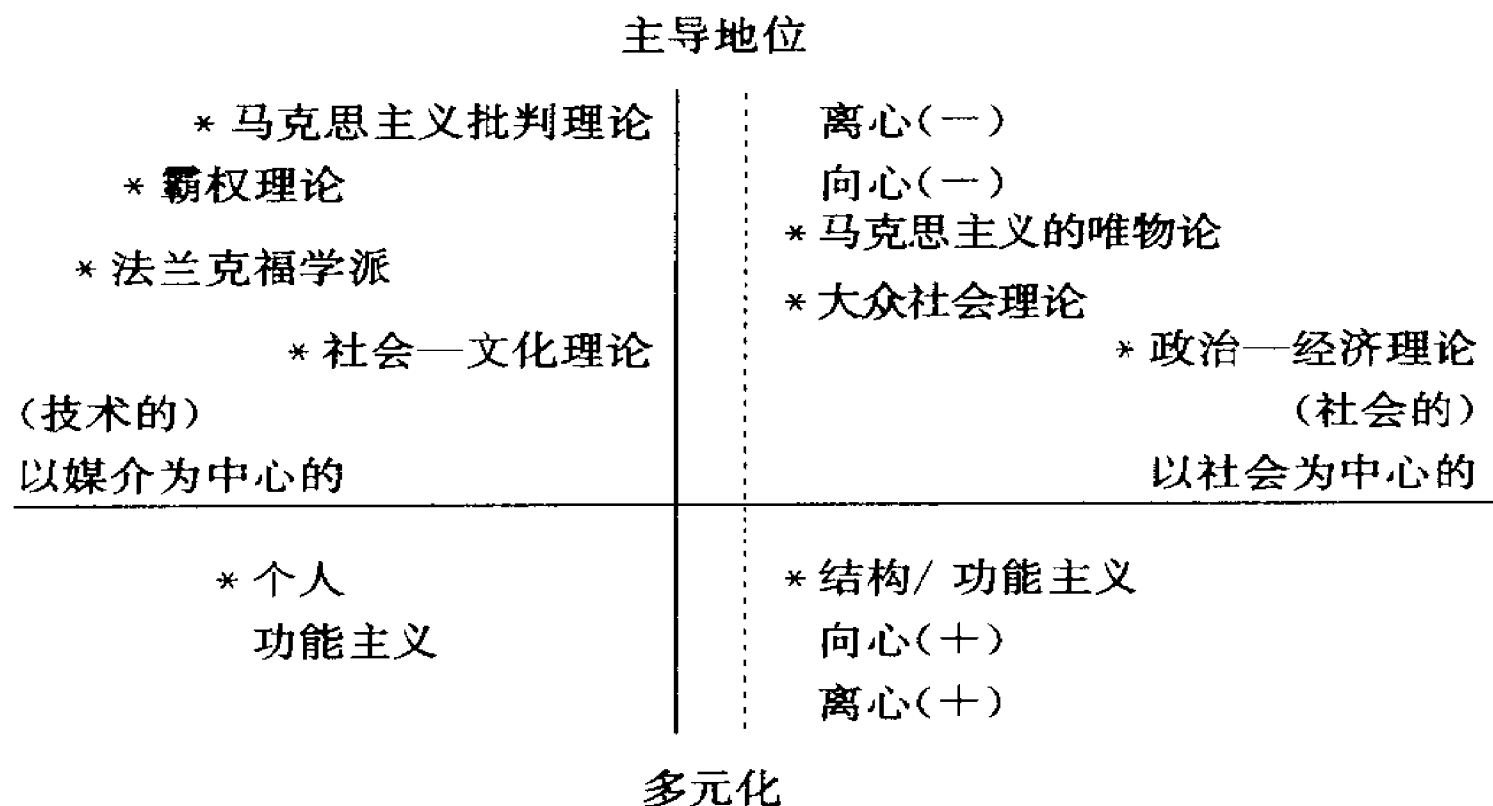 主导地位
* 马克思主义批判理论
离心(一)
* 霸权理论
向心(一)
* 马克思主义的唯物论
* 法兰克福学派
* 大众社会理论
* 社会—文化理论
* 政治—经济理论
(技术的)
(社会的)
以媒介为中心的
以社会为中心的
* 个人
* 结构/ 功能主义
功能主义
向心(十)
离心(十)
多元化